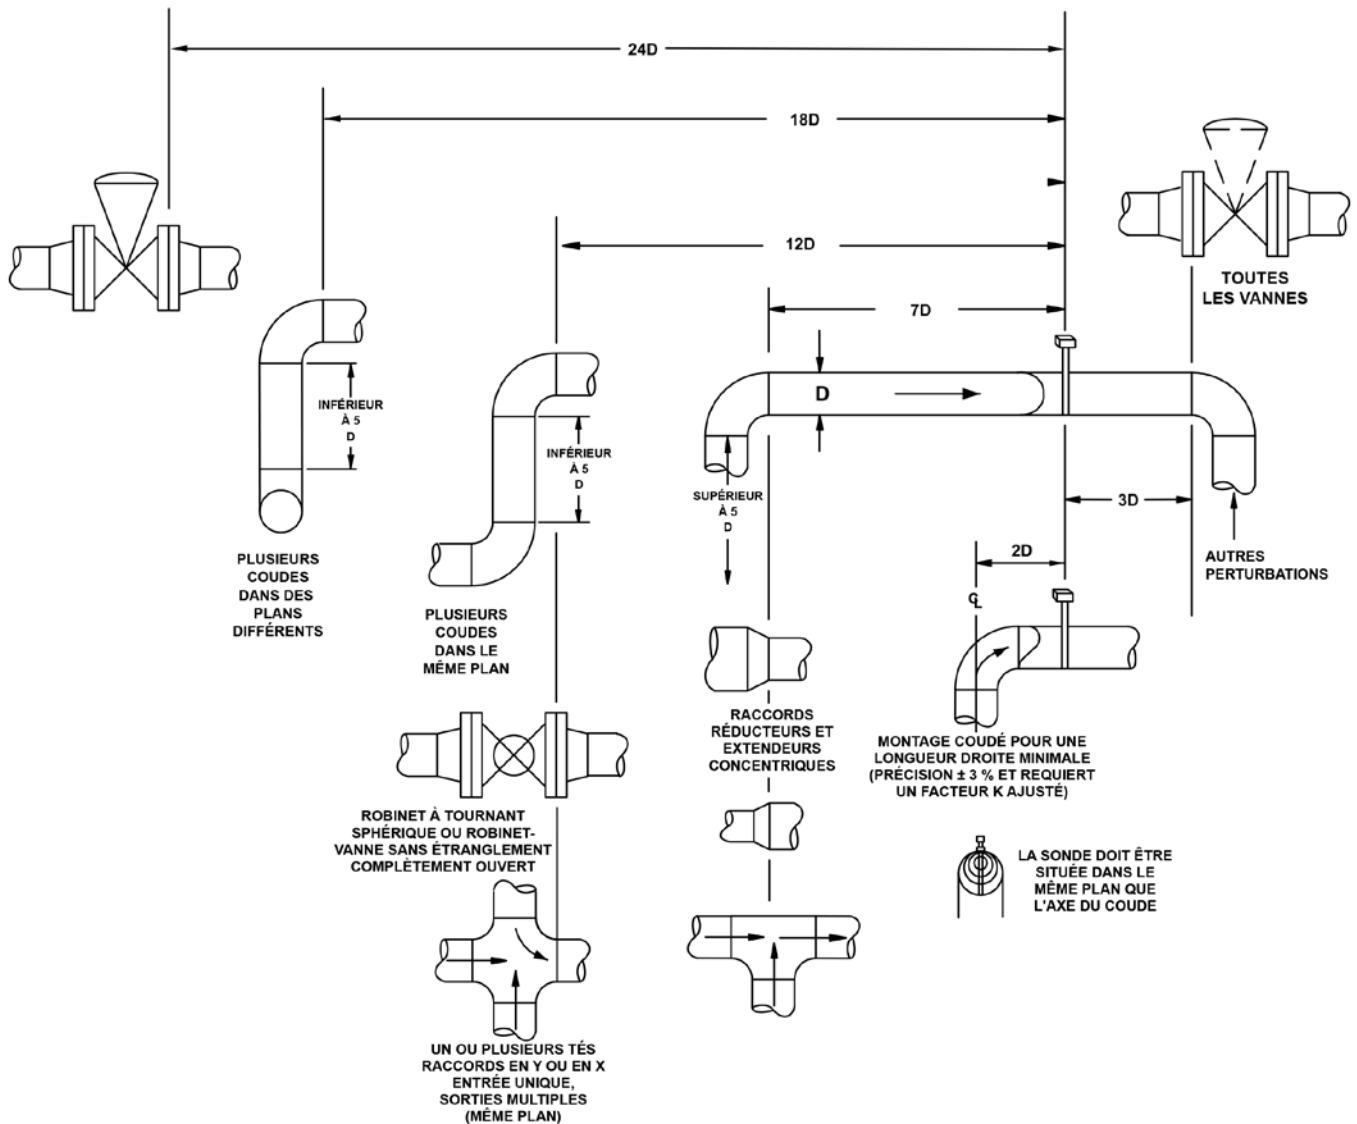 24D
18D
12D
7D
TOUTES
LES VANNES
D
INFÉRIEUR
À 5
D
INFÉRIEUR
À 5
D
SUPÉRIEUR
À 5
D
3D
2D
AUTRES
PERTURBATIONS
PLUSIEURS
COUDES
DANS DES
PLANS
DIFFÉRENTS
PLUSIEURS
COUDES
DANS LE
MÊME PLAN
℄
RACCORDS
RÉDUCTEURS ET
EXTENDEURS
CONCENTRIQUES
MONTAGE COUDÉ POUR UNE
LONGUEUR DROITE MINIMALE
(PRÉCISION ± 3 % ET REQUIERT
UN FACTEUR K AJUSTÉ)
ROBINET À TOURNANT
SPHÉRIQUE OU ROBINET-
VANNE SANS ÉTRANGLEMENT
COMPLÈTEMENT OUVERT
LA SONDE DOIT ÊTRE
SITUÉE DANS LE
MÊME PLAN QUE
L'AXE DU COUDE
UN OU PLUSIEURS TÉS
RACCORDS EN Y OU EN X
ENTRÉE UNIQUE,
SORTIES MULTIPLES
(MÊME PLAN)